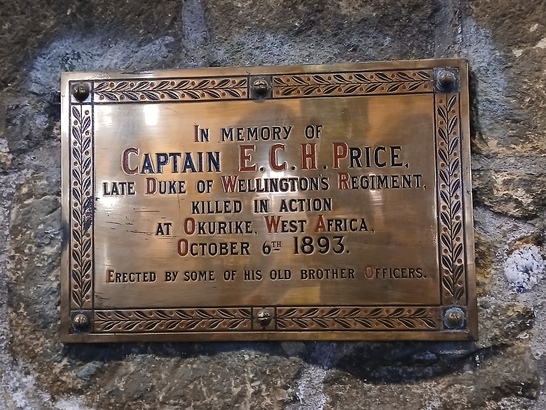 IN MEMORY OF
CAPTAIN E.C.H. PRICE,
LATE DUKE OF WELLINGTON'S REGIMENT,
KILLED IN ACTION
AT OKURIKE, WEST AFRICA,
OCTOBER 6TH 1893.
ERECTED BY SOME OF HIS OLD BROTHER OFFICERS.